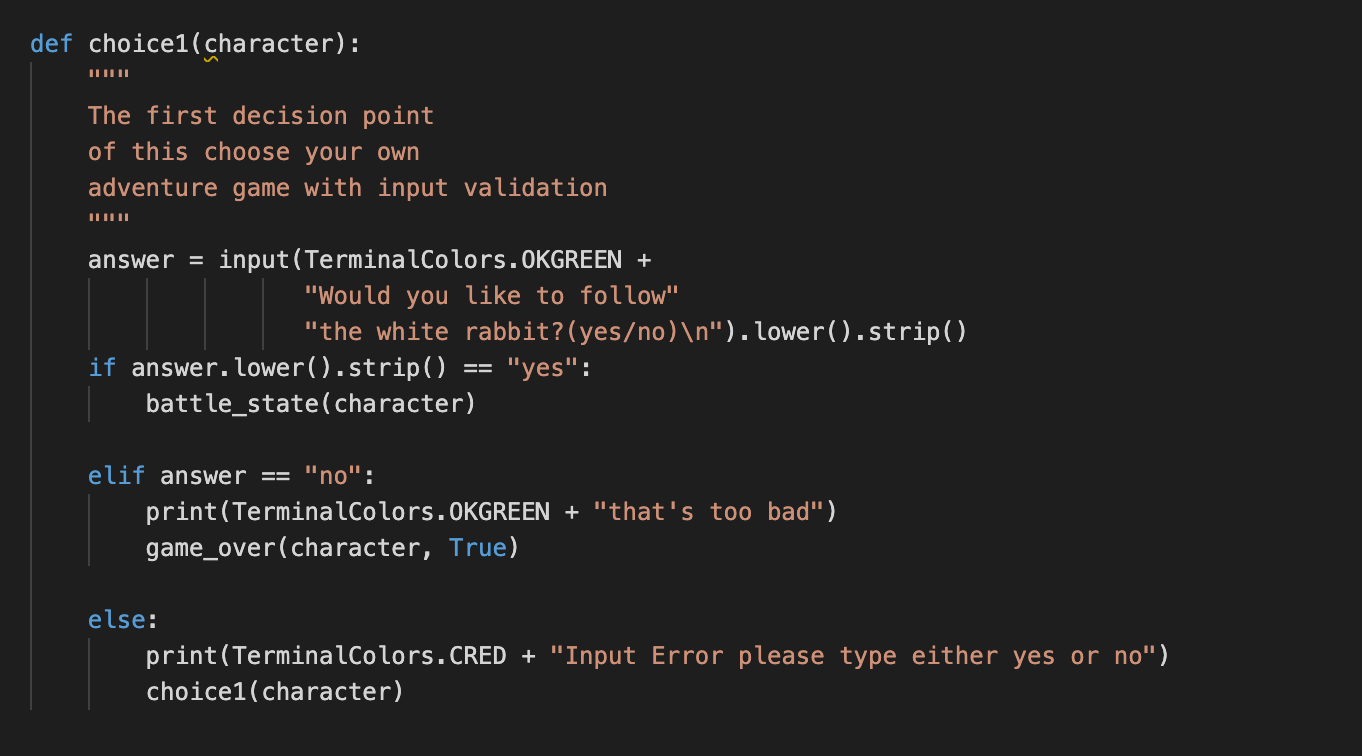 def choice1(character):
    """
    The first decision point
    of this choose your own
    adventure game with input validation
    """
    answer = input(TerminalColors.OKGREEN +
                   "Would you like to follow"
                   "the white rabbit?(yes/no)\n").lower().strip()
    if answer.lower().strip() == "yes":
        battle_state(character)

    elif answer == "no":
        print(TerminalColors.OKGREEN + "that's too bad")
        game_over(character, True)

    else:
        print(TerminalColors.CRED + "Input Error please type either yes or no")
        choice1(character)